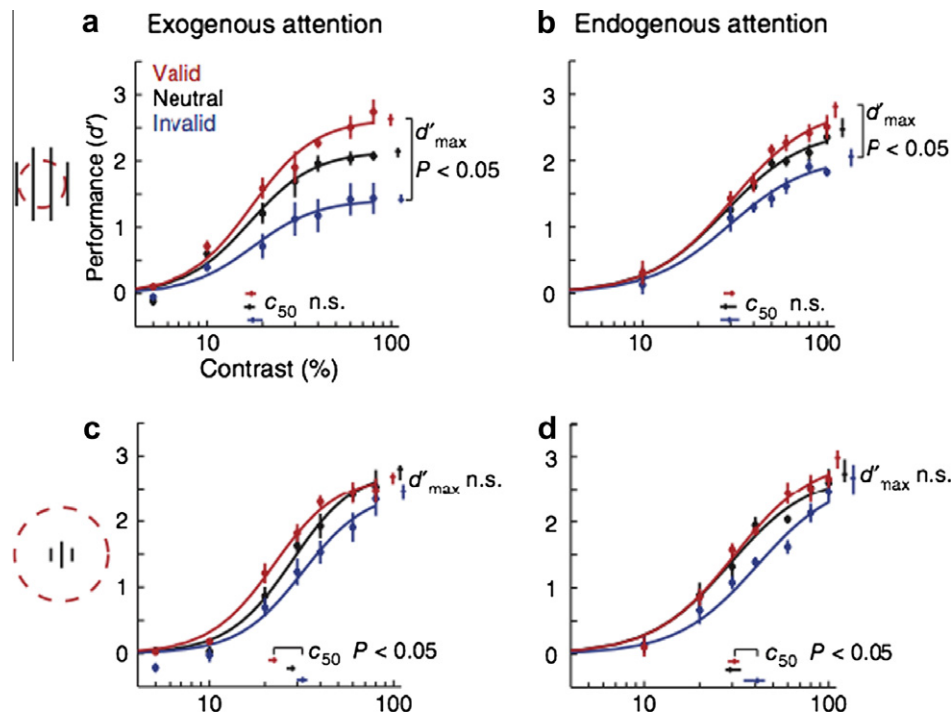 a Exogenous attention
b Endogenous attention
Valid
Neutral
Invalid
Performance (d′)
3
2
1
0
d′max
P < 0.05
c50 n.s.
10
100
Contrast (%)
3
2
1
0
d′max
P < 0.05
c50 n.s.
10
100
c
3
2
1
0
d′max n.s.
c50 P < 0.05
10
100
d
3
2
1
0
d′max n.s.
c50 P < 0.05
10
100